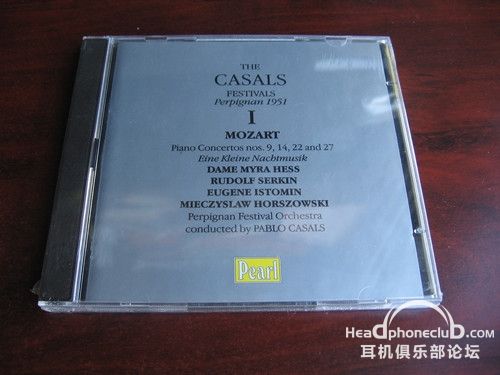 THE
CASALS
FESTIVALS
Perpignan 1951
I
MOZART
Piano Concertos nos. 9, 14, 22 and 27
Eine Kleine Nachtmusik
DAME MYRA HESS
RUDOLF SERKIN
EUGENE ISTOMIN
MIECZYSLAW HORSZOWSKI
Perpignan Festival Orchestra
conducted by PABLO CASALS
Pearl
HeadphoneclUb.com
耳机俱乐部论坛